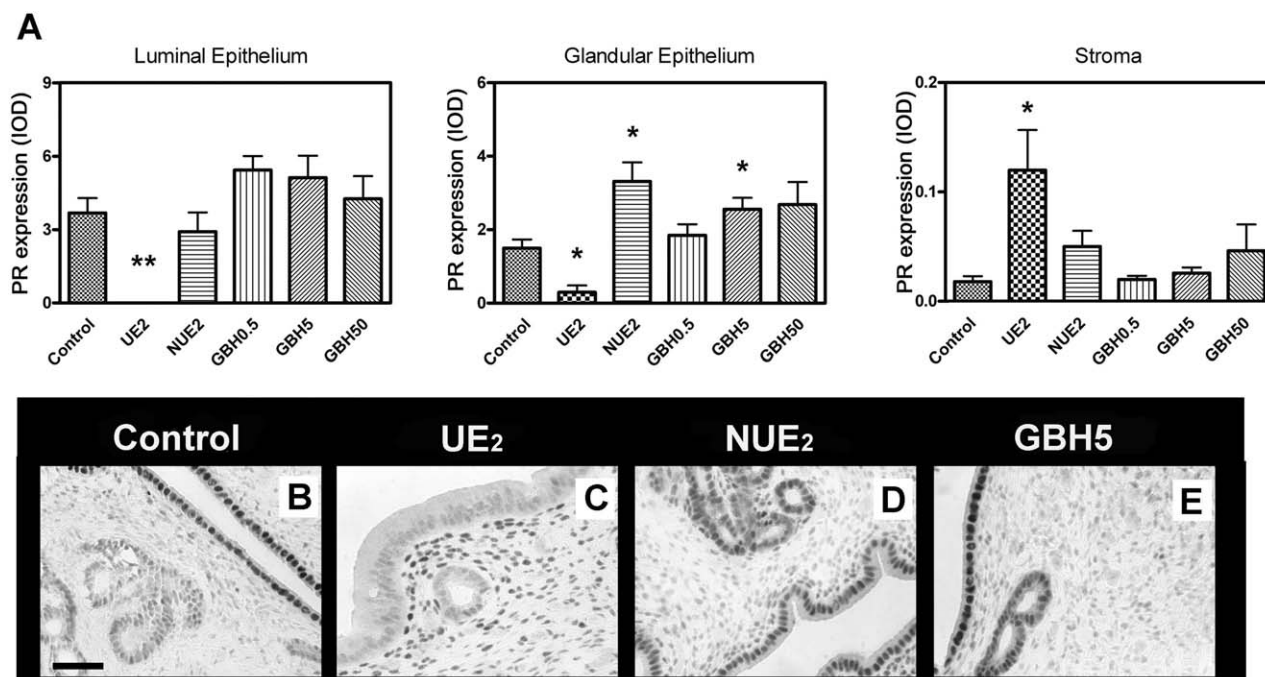 A
Luminal Epithelium
PR expression (IOD)
9
6
3
0
**
Control
UE2
NUE2
GBH0.5
GBH5
GBH50
Glandular Epithelium
PR expression (IOD)
6
4
2
0
*
*
*
Control
UE2
NUE2
GBH0.5
GBH5
GBH50
Stroma
PR expression (IOD)
0.2
0.1
0.0
*
Control
UE2
NUE2
GBH0.5
GBH5
GBH50
Control UE₂ NUE₂ GBH5
B C D E